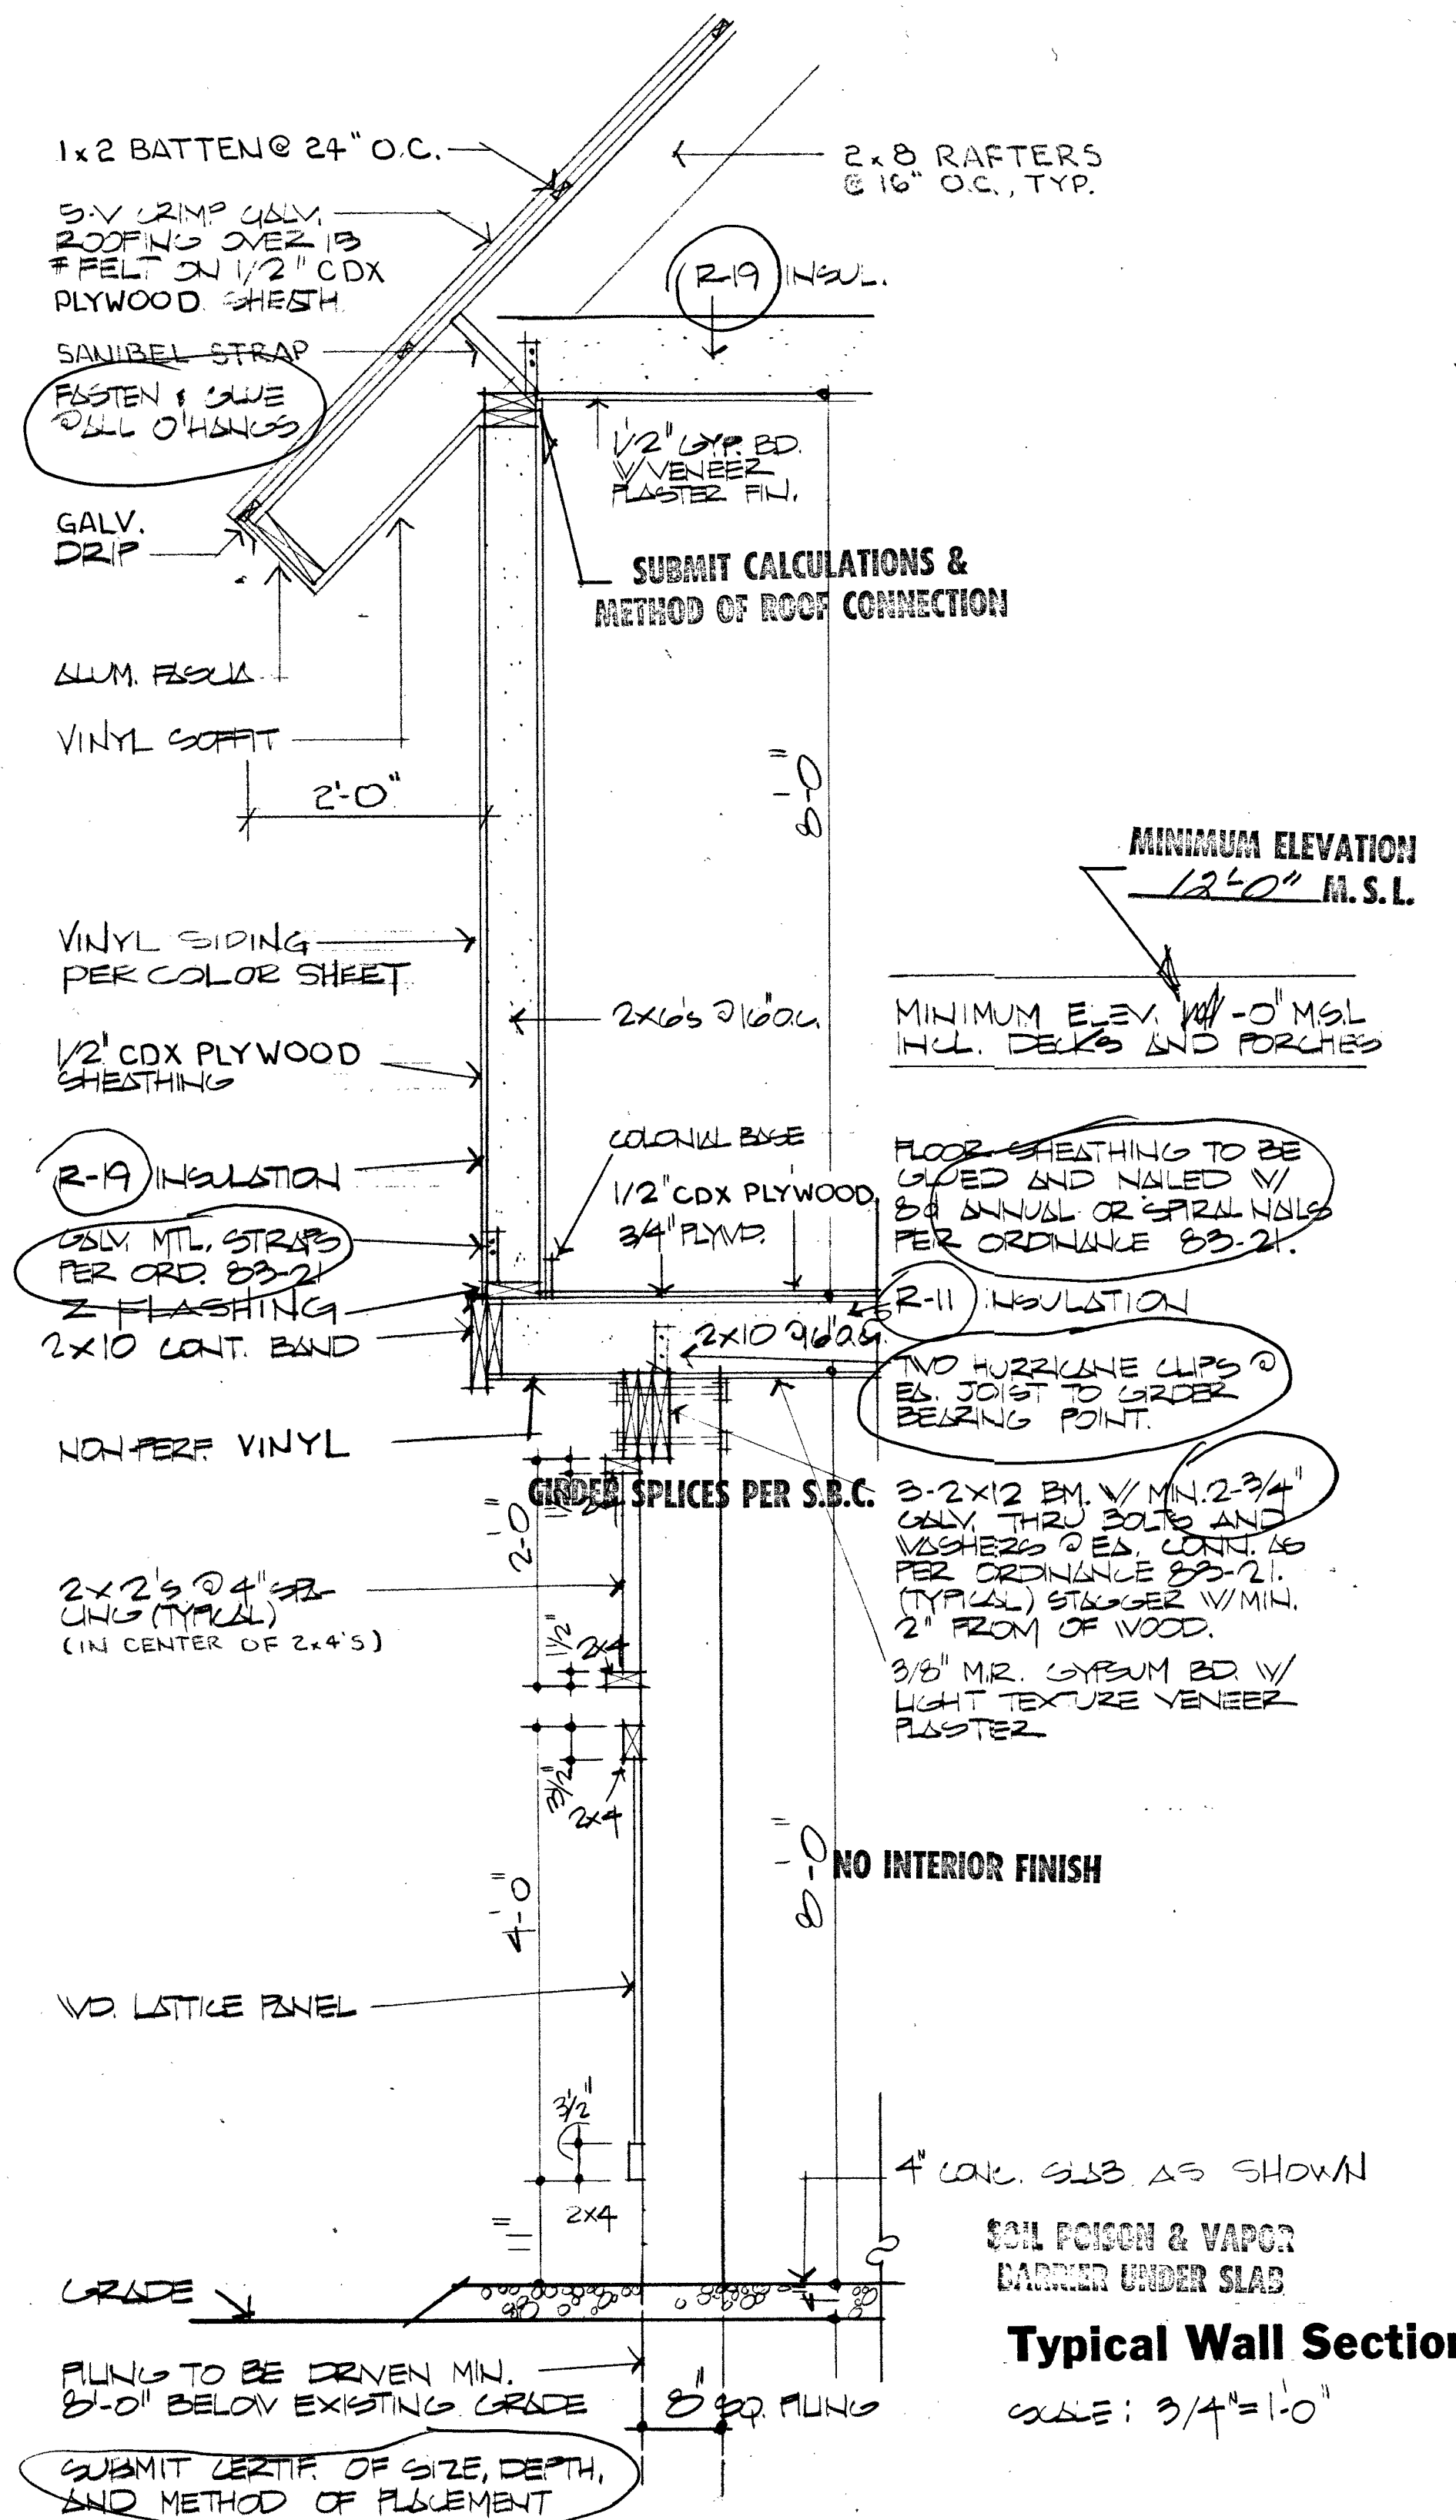 1x2 BATTEN @ 24" O.C.
2x8 RAFTERS
@ 16" O.C., TYP.
5-V CRIMP GALV.
ROOFING OVER 15
# FELT ON 1/2" CDX
PLYWOOD SHEATH.
R-19 INSUL.
SANIBEL STRAP
FASTEN & GLUE
@ ALL O'HANGS
1/2" GYP. BD.
W/VENEER
PLASTER FIN.
GALV.
DRIP
SUBMIT CALCULATIONS &
METHOD OF ROOF CONNECTION
ALUM. FASCIA
VINYL SOFFIT
2'-0"
8'-0"
MINIMUM ELEVATION
12'-0" M.S.L.
VINYL SIDING
PER COLOR SHEET
2x6's @ 16" O.C.
MINIMUM ELEV. -0" M.S.L
INCL. DECKS AND PORCHES
1/2" CDX PLYWOOD
SHEATHING
COLONIAL BASE
1/2" CDX PLYWOOD
3/4" PLYWD.
FLOOR SHEATHING TO BE
GLUED AND NAILED W/
8d ANNUAL OR SPIRAL NAILS
PER ORDINANCE 83-21.
R-19 INSULATION
GALV. MTL. STRAPS
PER ORD. 83-21
Z FLASHING
2x10 CONT. BAND
R-11 INSULATION
2x10 @ 16" O.C.
TWO HURRICANE CLIPS @
EA. JOIST TO GIRDER
BEARING POINT.
NON-PERF. VINYL
GIRDER SPLICES PER S.B.C.
3-2x12 BM. W/ MIN. 2-3/4"
GALV. THRU BOLTS AND
WASHERS @ EA. CONN. AS
PER ORDINANCE 83-21.
(TYPICAL) STAGGER W/MIN.
2" FROM OF WOOD.
2'-0"
2x2's @ 4" SPA-
CING (TYPICAL)
(IN CENTER OF 2x4's)
1 1/2"
2x4
3/8" M.R. GYPSUM BD. W/
LIGHT TEXTURE VENEER
PLASTER
3 1/2"
2x4
4'-0"
8'-0"
NO INTERIOR FINISH
WD. LATTICE PANEL
3 1/2"
2x4
4" CONC. SLAB AS SHOWN
SOIL POISON & VAPOR
BARRIER UNDER SLAB
GRADE
Typical Wall Section
SCALE: 3/4"=1'-0"
PILING TO BE DRIVEN MIN.
8'-0" BELOW EXISTING GRADE
8" SQ. PILING
SUBMIT CERTIF. OF SIZE, DEPTH,
AND METHOD OF PLACEMENT